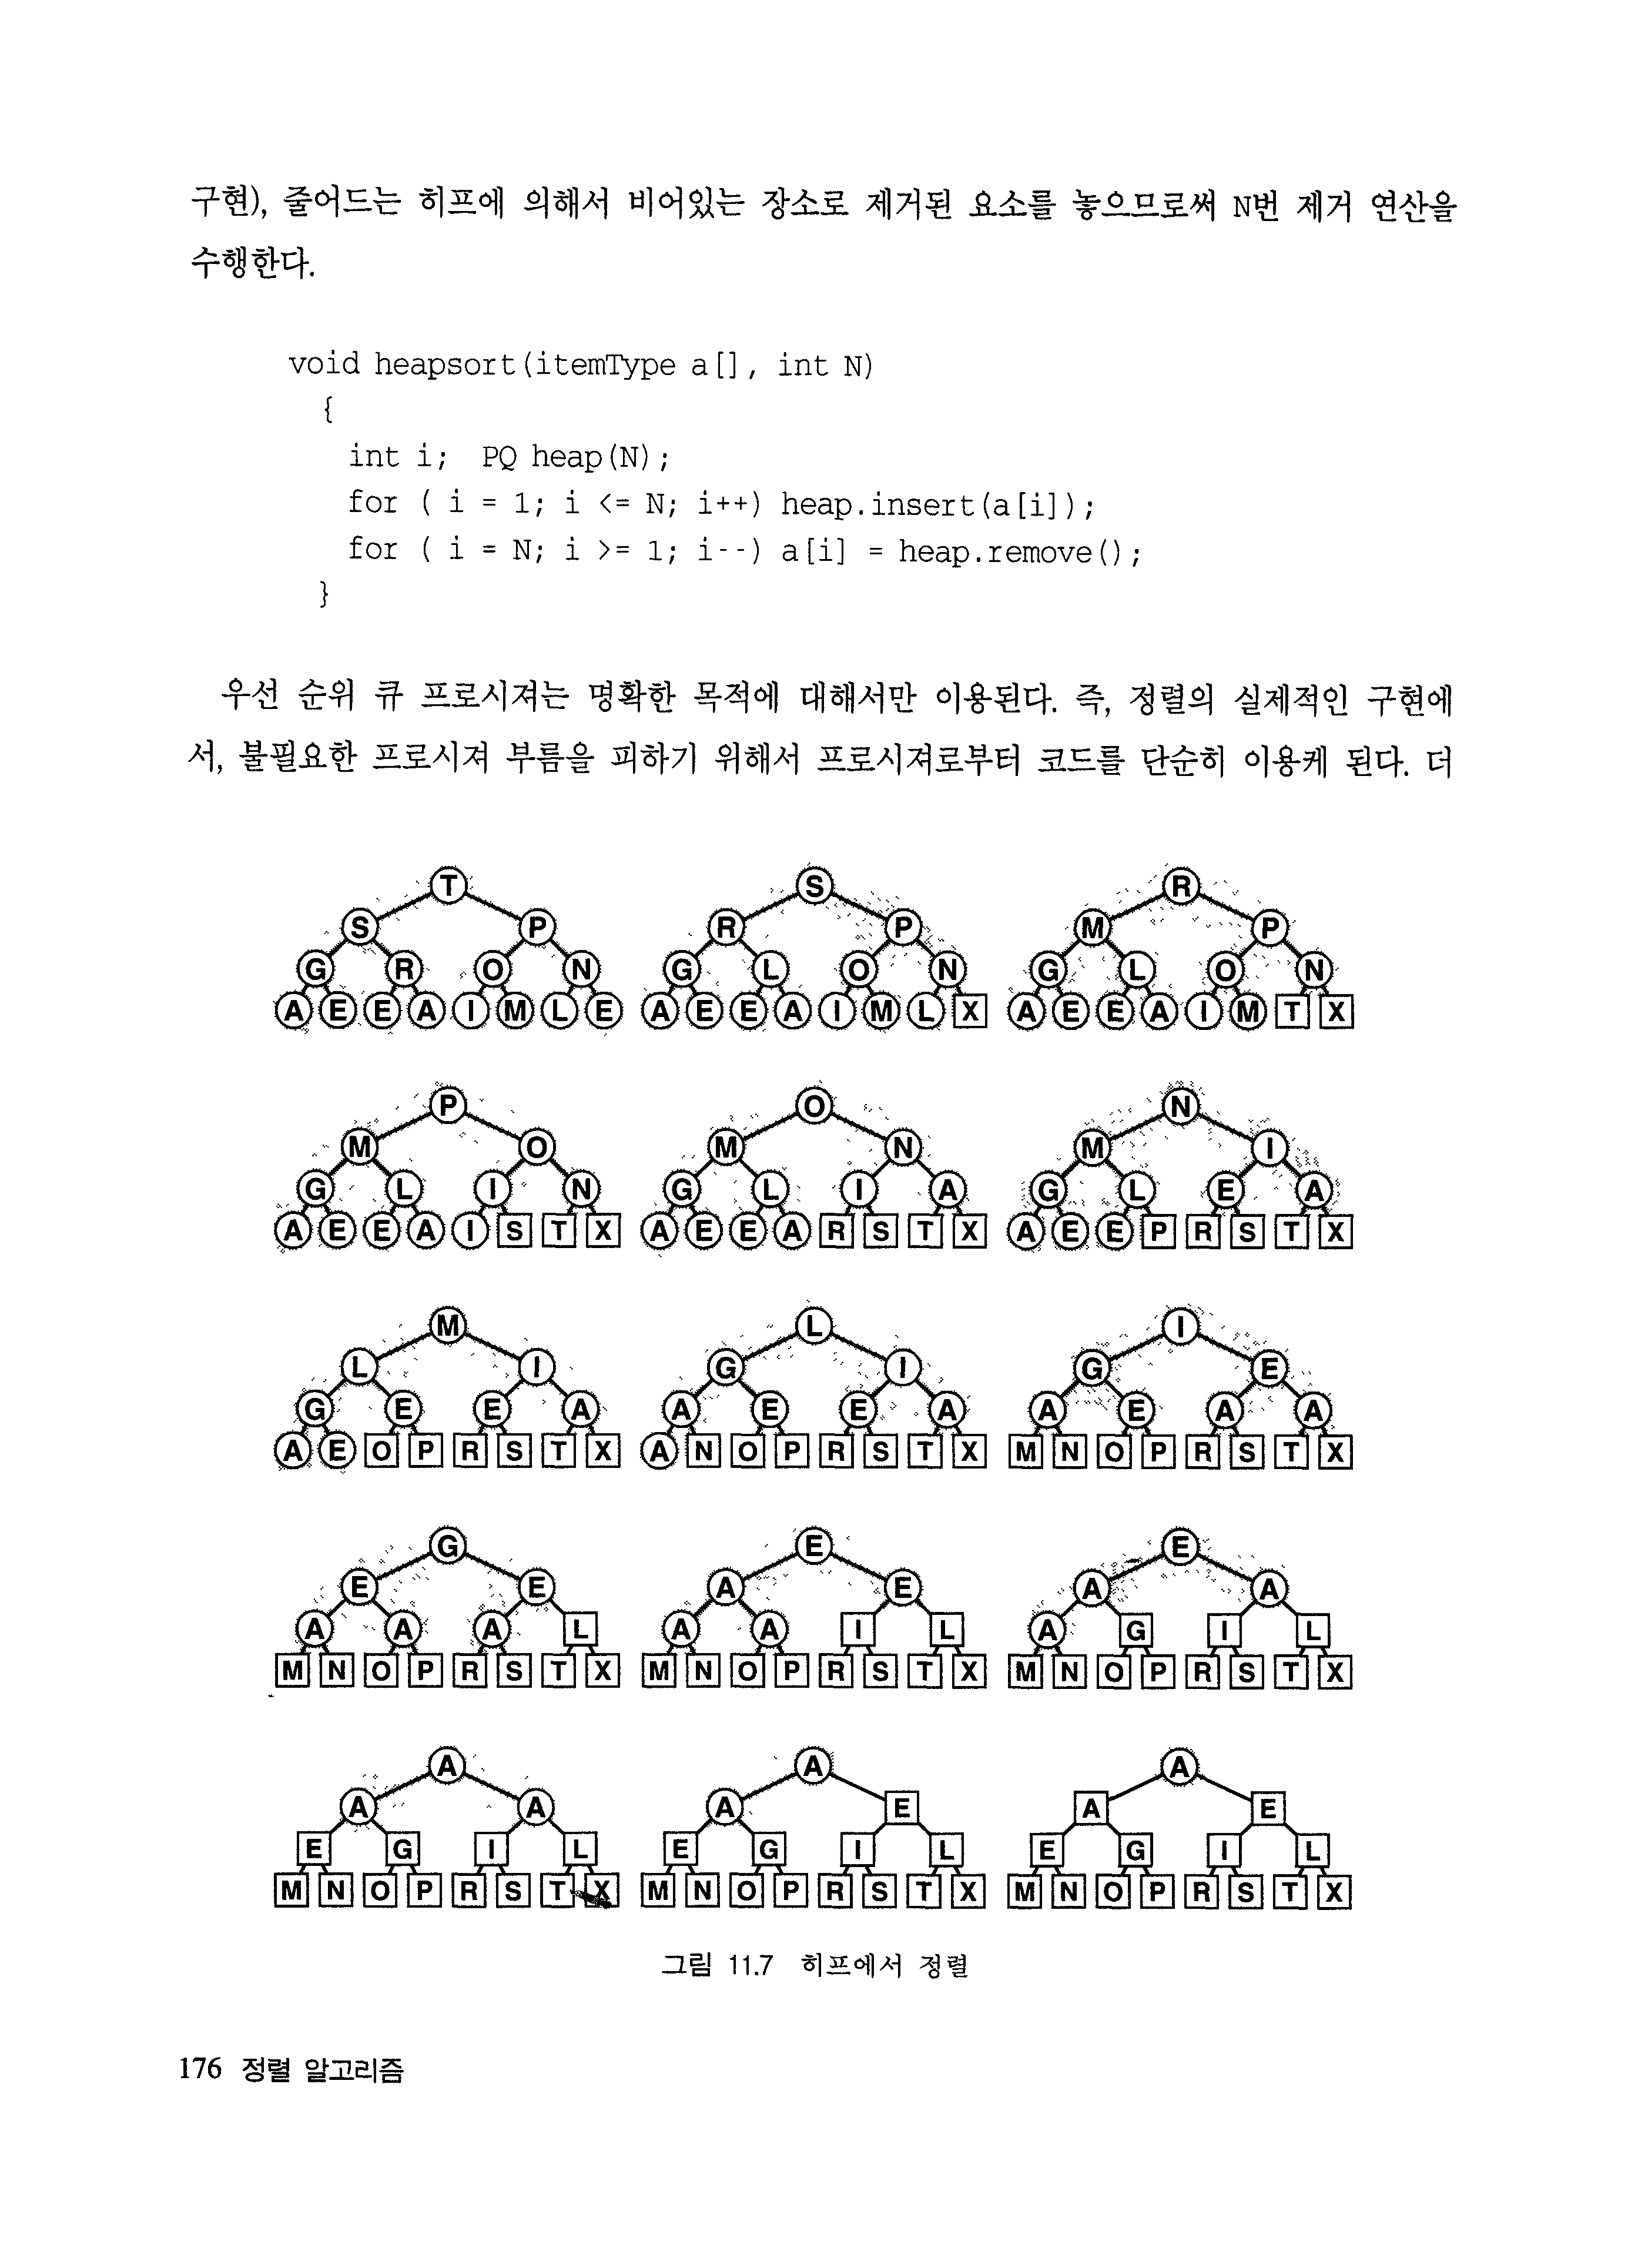 구현), 줄어드는 히프에 의해서 비어있는 장소로 제거된 요소를 놓으므로써 N번 제거 연산을
수행한다.
void heapsort(itemType a[], int N)
{
int i;  PQ heap(N);
for ( i = 1; i <= N; i++) heap.insert(a[i]);
for ( i = N; i >= 1; i--) a[i] = heap.remove();
}
우선 순위 큐 프로시져는 명확한 목적에 대해서만 이용된다. 즉, 정렬의 실제적인 구현에
서, 불필요한 프로시져 부름을 피하기 위해서 프로시져로부터 코드를 단순히 이용케 된다. 더
T S R
S P R P M P
G R O N G L O N G L O N
A E E A I M L E A E E A I M L X A E E A I M T X
P O N
M O M N M I
G L I N G L I A G L E A
A E E A I S T X A E E A R S T X A E E P R S T X
M L I
L I G I G E
G E E A A E E A A E A A
A E O P R S T X A N O P R S T X M N O P R S T X
G E E
E E A E A A
A A A L A A I L A G I L
M N O P R S T X M N O P R S T X M N O P R S T X
A A A
A A A E A E
E G I L E G I L E G I L
M N O P R S T X M N O P R S T X M N O P R S T X
그림 11.7 히프에서 정렬
176 정렬 알고리즘